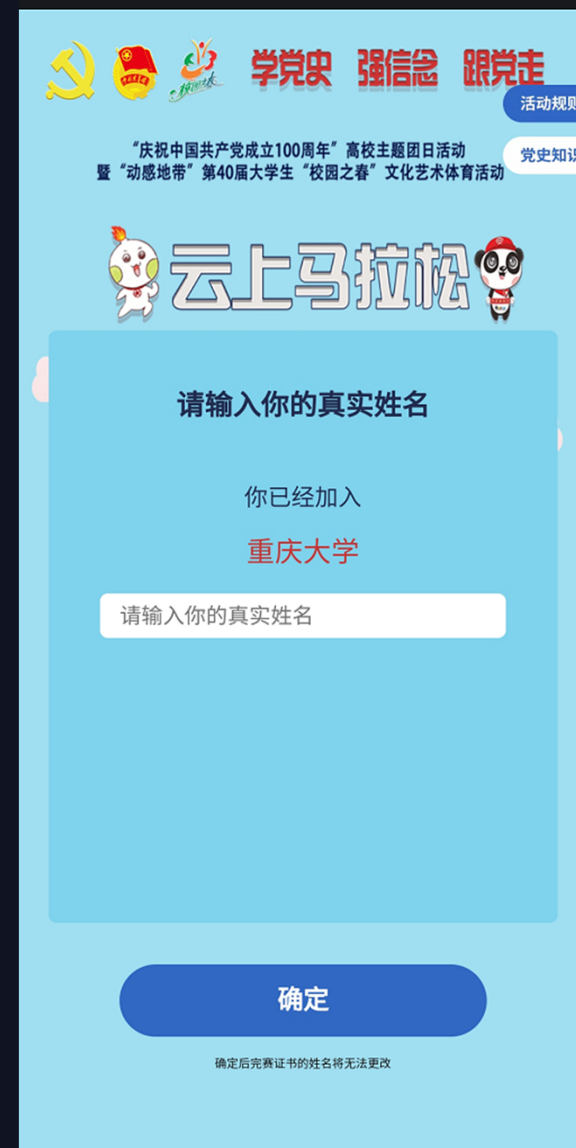 学党史 强信念 跟党走
活动规则
“庆祝中国共产党成立100周年”高校主题团日活动
党史知识
暨“动感地带”第40届大学生“校园之春”文化艺术体育活动
云上马拉松
请输入你的真实姓名
你已经加入
重庆大学
请输入你的真实姓名
确定
确定后完赛证书的姓名将无法更改